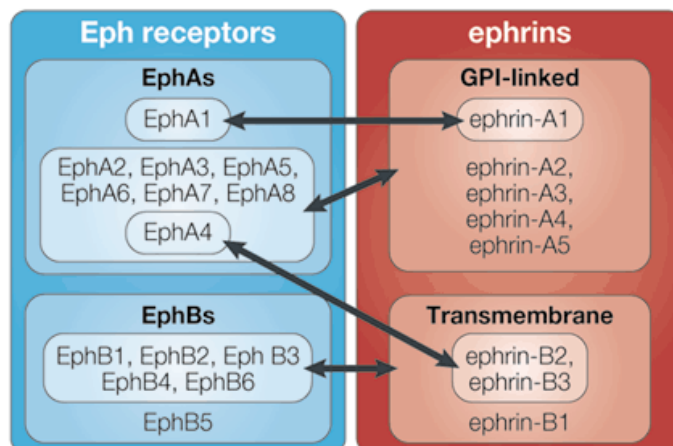 Eph receptors
EphAs
EphA1
EphA2, EphA3, EphA5,
EphA6, EphA7, EphA8
EphA4
EphBs
EphB1, EphB2, Eph B3
EphB4, EphB6
EphB5
ephrins
GPI-linked
ephrin-A1
ephrin-A2,
ephrin-A3,
ephrin-A4,
ephrin-A5
Transmembrane
ephrin-B2,
ephrin-B3
ephrin-B1